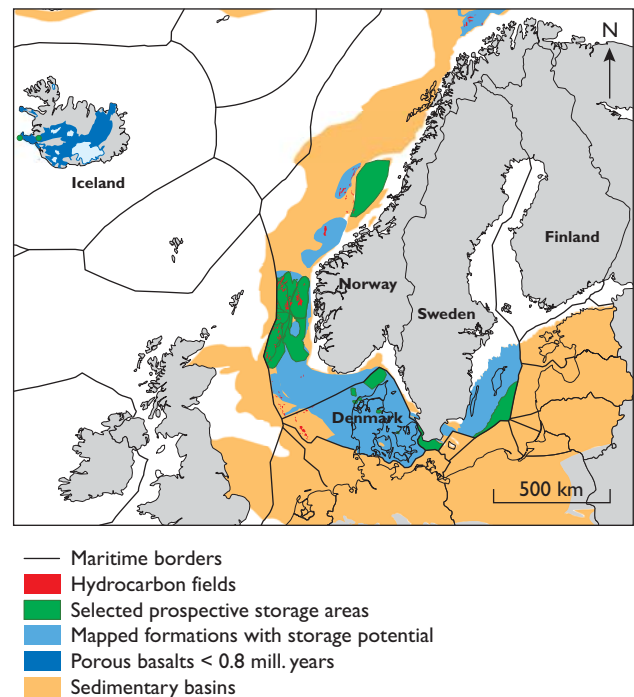 N
Iceland
Finland
Norway
Sweden
Denmark
500 km
Maritime borders
Hydrocarbon fields
Selected prospective storage areas
Mapped formations with storage potential
Porous basalts < 0.8 mill. years
Sedimentary basins